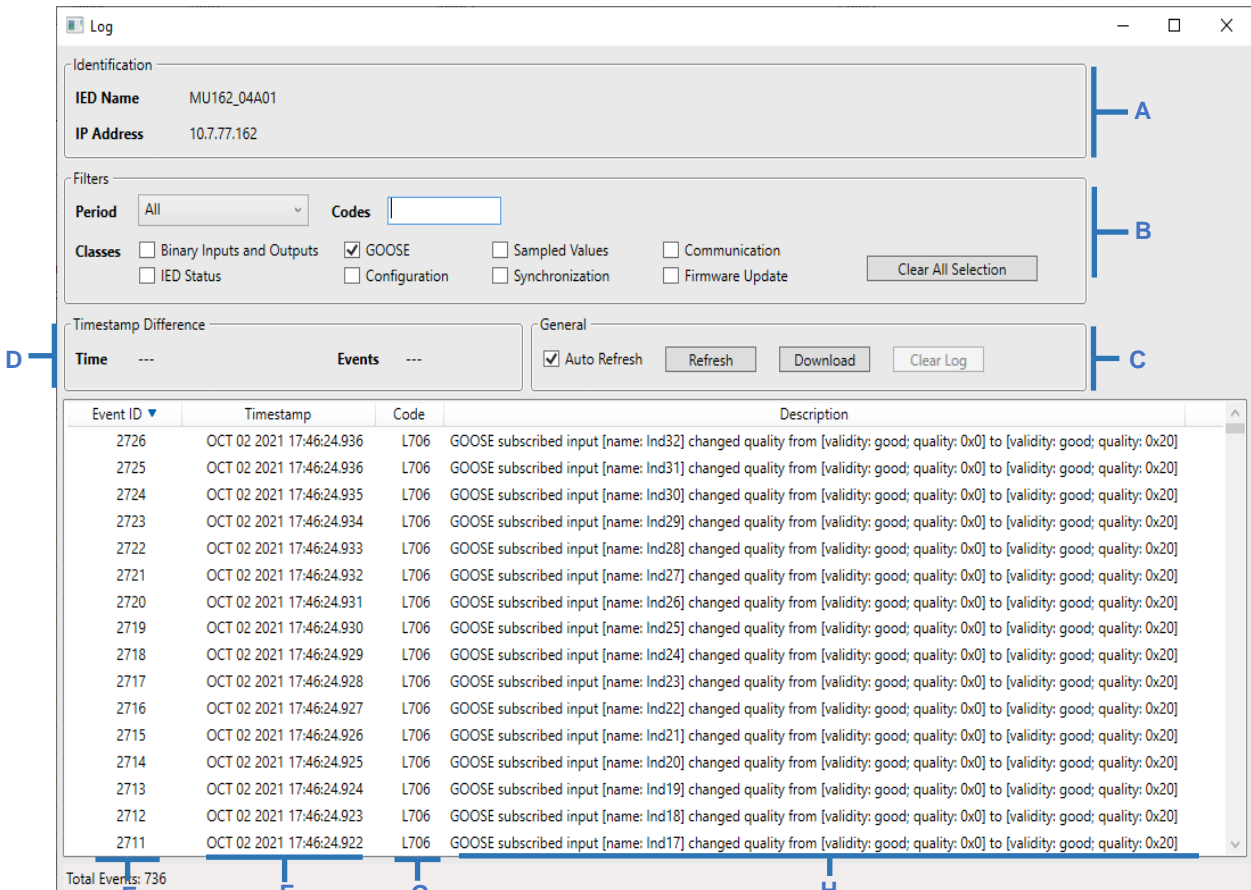 Log
Identification
IED Name MU162_04A01
IP Address 10.7.77.162
A
Filters
Period All Codes
Classes Binary Inputs and Outputs GOOSE Sampled Values Communication
IED Status Configuration Synchronization Firmware Update Clear All Selection
B
Timestamp Difference General
D Time --- Events --- Auto Refresh Refresh Download Clear Log C
Event ID Timestamp Code Description
2726 OCT 02 2021 17:46:24.936 L706 GOOSE subscribed input [name: Ind32] changed quality from [validity: good; quality: 0x0] to [validity: good; quality: 0x20]
2725 OCT 02 2021 17:46:24.936 L706 GOOSE subscribed input [name: Ind31] changed quality from [validity: good; quality: 0x0] to [validity: good; quality: 0x20]
2724 OCT 02 2021 17:46:24.935 L706 GOOSE subscribed input [name: Ind30] changed quality from [validity: good; quality: 0x0] to [validity: good; quality: 0x20]
2723 OCT 02 2021 17:46:24.934 L706 GOOSE subscribed input [name: Ind29] changed quality from [validity: good; quality: 0x0] to [validity: good; quality: 0x20]
2722 OCT 02 2021 17:46:24.933 L706 GOOSE subscribed input [name: Ind28] changed quality from [validity: good; quality: 0x0] to [validity: good; quality: 0x20]
2721 OCT 02 2021 17:46:24.932 L706 GOOSE subscribed input [name: Ind27] changed quality from [validity: good; quality: 0x0] to [validity: good; quality: 0x20]
2720 OCT 02 2021 17:46:24.931 L706 GOOSE subscribed input [name: Ind26] changed quality from [validity: good; quality: 0x0] to [validity: good; quality: 0x20]
2719 OCT 02 2021 17:46:24.930 L706 GOOSE subscribed input [name: Ind25] changed quality from [validity: good; quality: 0x0] to [validity: good; quality: 0x20]
2718 OCT 02 2021 17:46:24.929 L706 GOOSE subscribed input [name: Ind24] changed quality from [validity: good; quality: 0x0] to [validity: good; quality: 0x20]
2717 OCT 02 2021 17:46:24.928 L706 GOOSE subscribed input [name: Ind23] changed quality from [validity: good; quality: 0x0] to [validity: good; quality: 0x20]
2716 OCT 02 2021 17:46:24.927 L706 GOOSE subscribed input [name: Ind22] changed quality from [validity: good; quality: 0x0] to [validity: good; quality: 0x20]
2715 OCT 02 2021 17:46:24.926 L706 GOOSE subscribed input [name: Ind21] changed quality from [validity: good; quality: 0x0] to [validity: good; quality: 0x20]
2714 OCT 02 2021 17:46:24.925 L706 GOOSE subscribed input [name: Ind20] changed quality from [validity: good; quality: 0x0] to [validity: good; quality: 0x20]
2713 OCT 02 2021 17:46:24.924 L706 GOOSE subscribed input [name: Ind19] changed quality from [validity: good; quality: 0x0] to [validity: good; quality: 0x20]
2712 OCT 02 2021 17:46:24.923 L706 GOOSE subscribed input [name: Ind18] changed quality from [validity: good; quality: 0x0] to [validity: good; quality: 0x20]
2711 OCT 02 2021 17:46:24.922 L706 GOOSE subscribed input [name: Ind17] changed quality from [validity: good; quality: 0x0] to [validity: good; quality: 0x20]
Total Events: 736
H